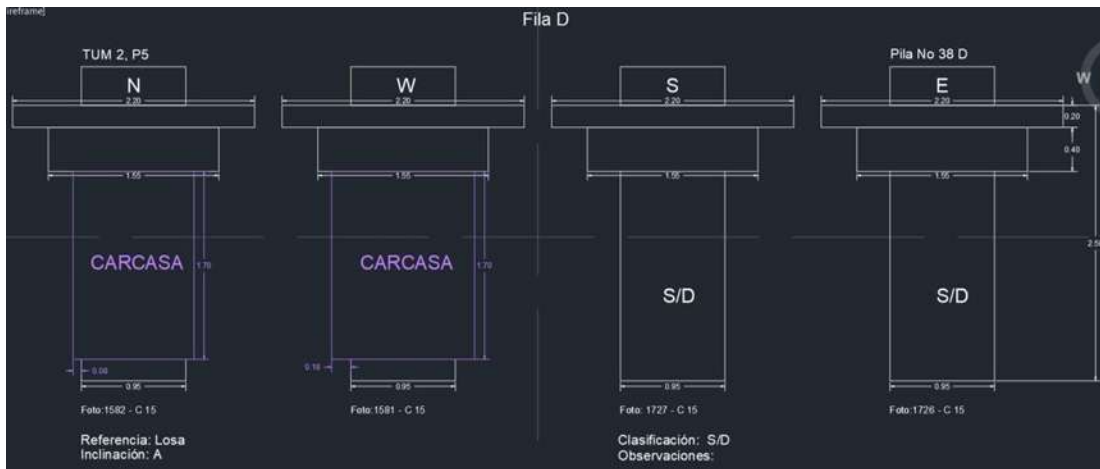 ireframe]
Fila D
TUM 2, P5
Pila No 38 D
N
W
S
E
W
2.20
2.20
2.20
2.20
0.20
0.40
1.55
1.55
1.55
1.55
CARCASA
1.70
CARCASA
1.70
2.50
S/D
S/D
0.18
0.95
0.95
0.95
0.95
Foto:1582 - C 15
Foto:1581 - C 15
Foto: 1727 - C 15
Foto:1726 - C 15
Referencia: Losa
Inclinación: A
Clasificación: S/D
Observaciones: